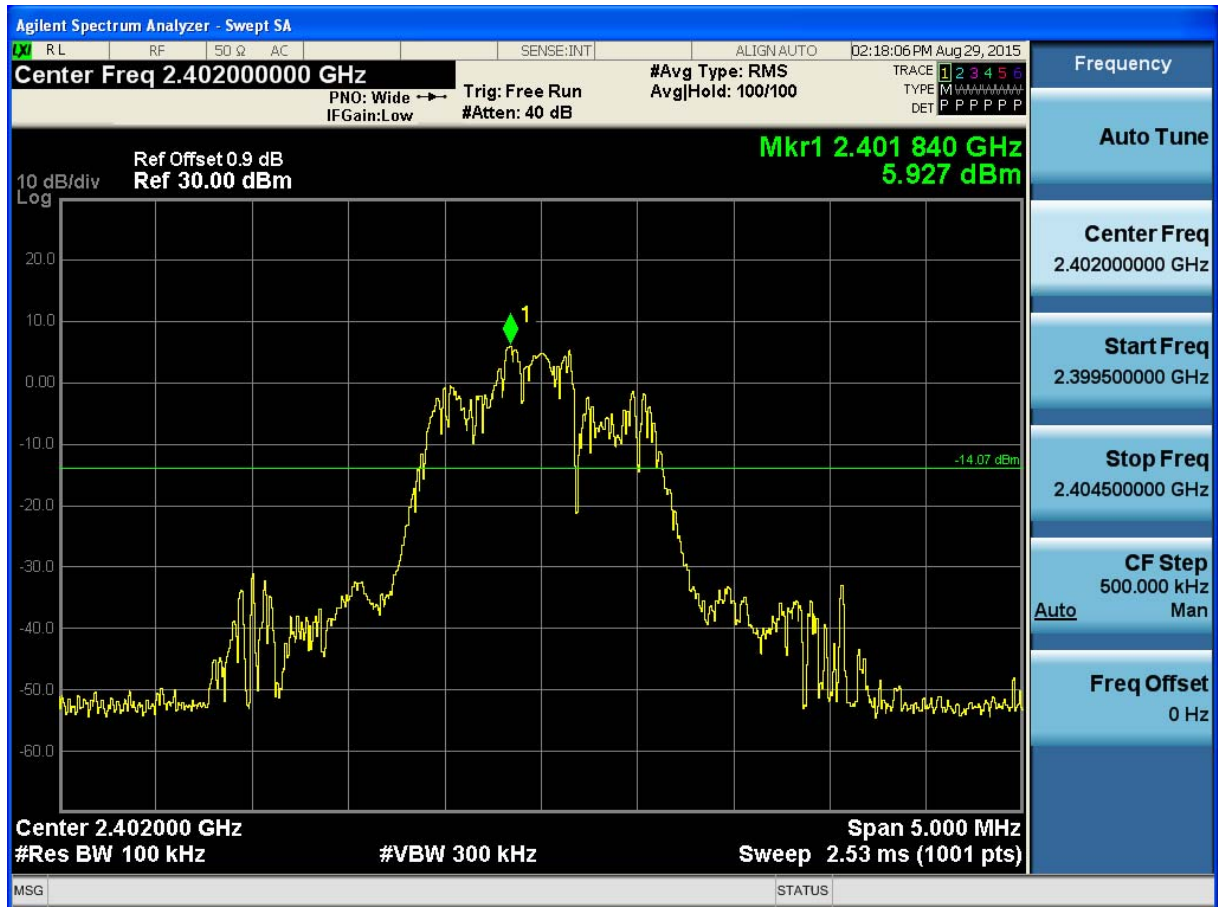 Agilent Spectrum Analyzer - Swept SA
LXI RL RF 50 Ω AC SENSE:INT ALIGN AUTO 02:18:06 PM Aug 29, 2015
Center Freq 2.402000000 GHz
PNO: Wide
IFGain:Low
Trig: Free Run
#Atten: 40 dB
#Avg Type: RMS
Avg|Hold: 100/100
TRACE 1 2 3 4 5 6
TYPE M
DET P P P P P P
Mkr1 2.401 840 GHz
5.927 dBm
Ref Offset 0.9 dB
10 dB/div Ref 30.00 dBm
Log
20.0
10.0
0.00
-10.0
-20.0
-30.0
-40.0
-50.0
-60.0
1
-14.07 dBm
Center 2.402000 GHz Span 5.000 MHz
#Res BW 100 kHz #VBW 300 kHz Sweep 2.53 ms (1001 pts)
MSG STATUS
Frequency
Auto Tune
Center Freq
2.402000000 GHz
Start Freq
2.399500000 GHz
Stop Freq
2.404500000 GHz
CF Step
500.000 kHz
Auto Man
Freq Offset
0 Hz